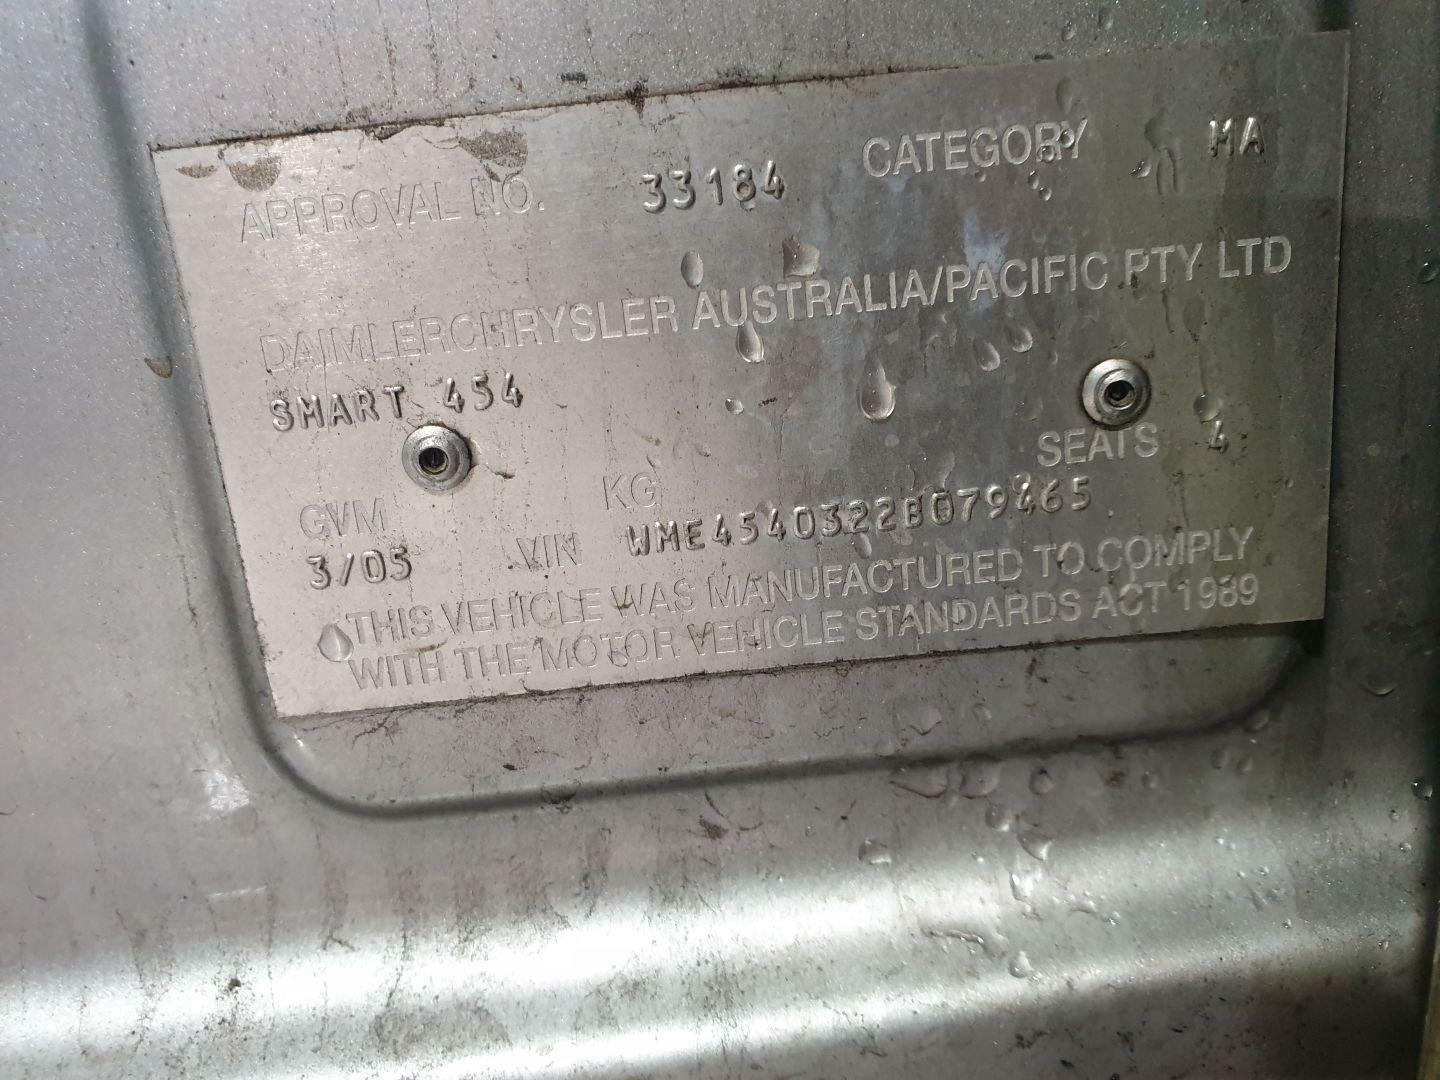 APPROVAL NO. 33184 CATEGORY MA
DAIMLERCHRYSLER AUSTRALIA/PACIFIC PTY LTD
SMART 454
SEATS 4
GVM KG
3/05 VIN WME4540322B079465
THIS VEHICLE WAS MANUFACTURED TO COMPLY
WITH THE MOTOR VEHICLE STANDARDS ACT 1989